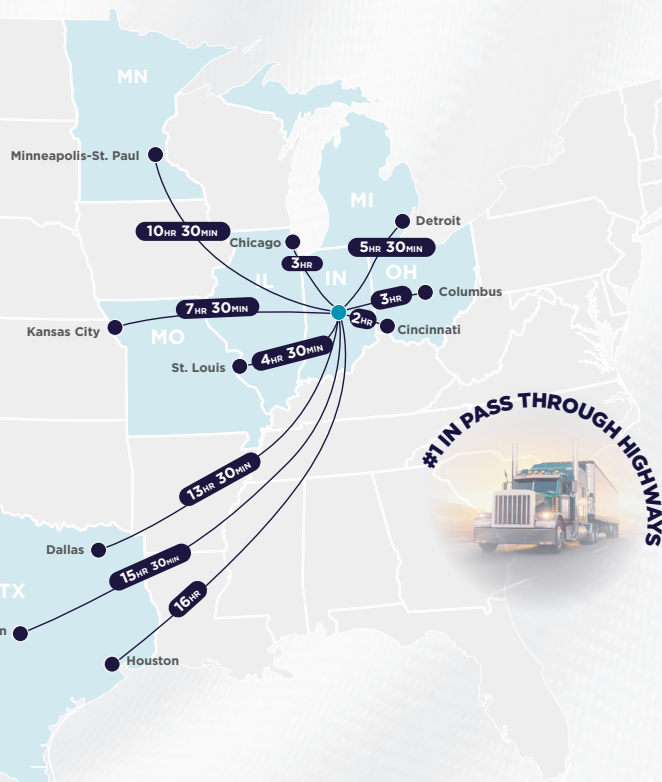 MN
Minneapolis-St. Paul
MI
10HR 30MIN
Detroit
Chicago
5HR 30MIN
3HR
IL
IN
OH
Columbus
3HR
7HR 30MIN
2HR
Kansas City
MO
Cincinnati
St. Louis
4HR 30MIN
#1 IN PASS THROUGH HIGHWAYS
13HR 30MIN
Dallas
15HR 30MIN
TX
16HR
n
Houston